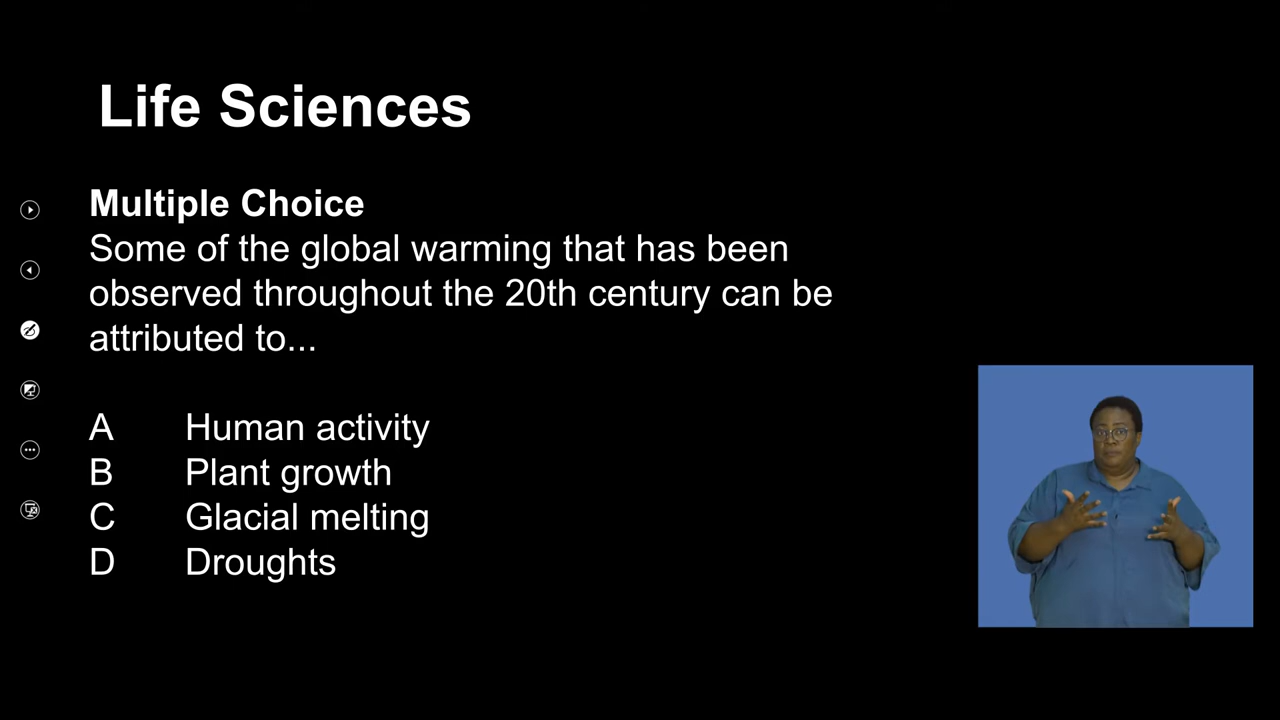 Life Sciences
Multiple Choice
Some of the global warming that has been
observed throughout the 20th century can be
attributed to...
A Human activity
B Plant growth
C Glacial melting
D Droughts